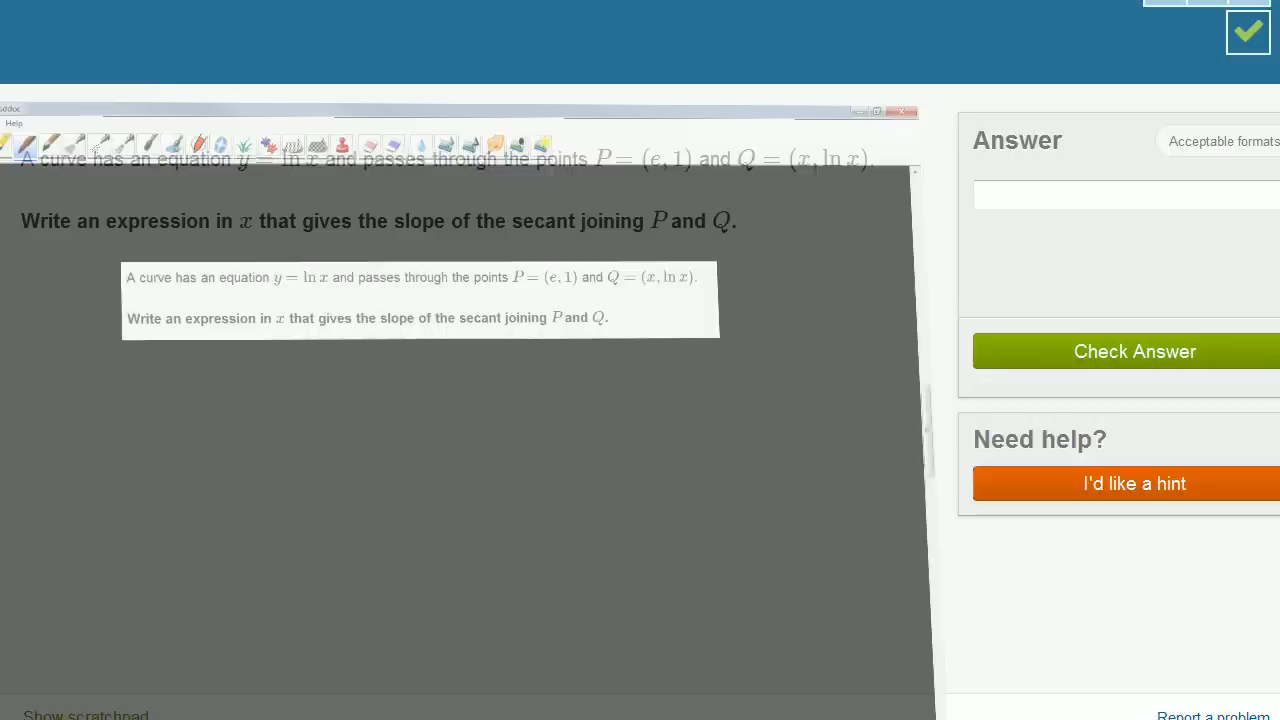 sddoc
Help
A curve has an equation y = ln x and passes through the points P = (e, 1) and Q = (x, ln x).
Write an expression in x that gives the slope of the secant joining P and Q.
A curve has an equation y = ln x and passes through the points P = (e, 1) and Q = (x, ln x).
Write an expression in x that gives the slope of the secant joining P and Q.
Show scratchpad
Answer
Acceptable formats
Check Answer
Need help?
I'd like a hint
Report a problem